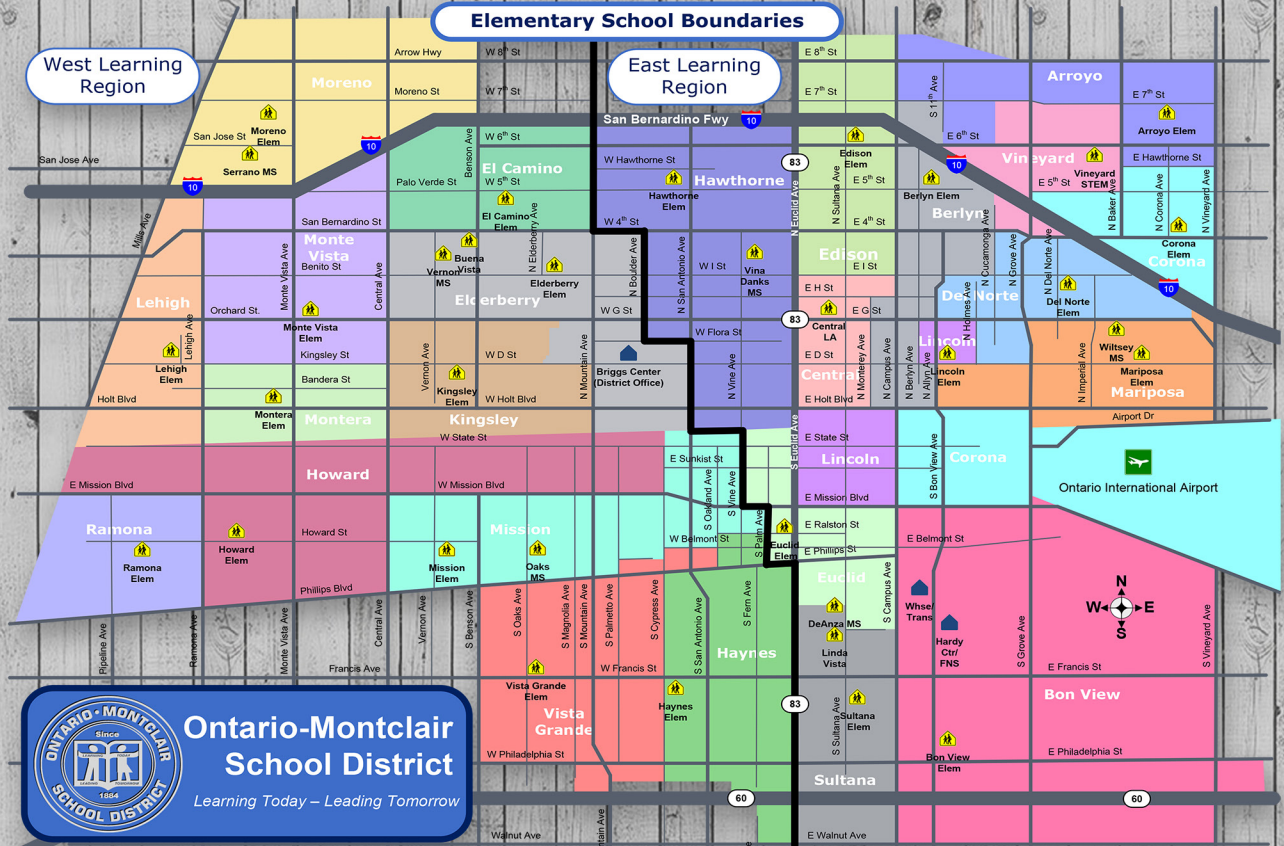 Elementary School Boundaries
West Learning
Region
East Learning
Region
Arrow Hwy
W 8th St
E 8th St
Moreno
Moreno St
W 7th St
E 7th St
S 11th Ave
Arroyo
E 7th St
San Bernardino Fwy
10
San Jose St
Moreno
Elem
10
W 6th St
E 6th St
Arroyo Elem
San Jose Ave
Serrano MS
Benson Ave
El Camino
W Hawthorne St
83
Edison
Elem
10
Vineyard
E Hawthorne St
10
Palo Verde St
W 5th St
Hawthorne
Hawthorne
Elem
N Euclid Ave
N Sultana Ave
E 5th St
Berlyn Elem
E 5th St
Vineyard
STEM
N Baker Ave
N Corona Ave
N Vineyard Ave
Mills Ave
San Bernardino St
El Camino
Elem
N Elderberry Ave
W 4th St
E 4th St
Berlyn
N Cucamonga Ave
N Grove Ave
N Del Norte Ave
Corona
Elem
Monte
Vista
Monte Vista Ave
Benito St
Central Ave
Vernon
MS
Buena
Vista
Elderberry
Elem
N Boulder Ave
N San Antonio Ave
W I St
Vina
Danks
MS
Edison
E I St
Corona
10
Lehigh
Orchard St.
Elderberry
W G St
E H St
E G St
Del Norte
N Holmes Ave
Del Norte
Elem
Monte Vista
Elem
83
Central
LA
W Flora St
Lincoln
Wiltsey
MS
Lehigh
Elem
Lehigh Ave
Kingsley St
Vernon Ave
W D St
N Mountain Ave
Briggs Center
(District Office)
N Vine Ave
E D St
Central
N Monterey Ave
N Campus Ave
N Berlyn Ave
N Allyn Ave
Lincoln
Elem
N Imperial Ave
Mariposa
Elem
Mariposa
Bandera St
Kingsley
Elem
Holt Blvd
Montera
Elem
W Holt Blvd
E Holt Blvd
Airport Dr
Montera
Kingsley
W State St
S Euclid Ave
E State St
S Bon View Ave
Howard
E Sunkist St
Lincoln
Corona
E Mission Blvd
W Mission Blvd
S Oakland Ave
S Vine Ave
E Mission Blvd
Ontario International Airport
Ramona
Howard
Elem
Howard St
Mission
W Belmont St
S Palm Ave
Euclid
Elem
E Ralston St
E Belmont St
Ramona
Elem
Mission
Elem
Oaks
MS
E Phillips St
Phillips Blvd
Euclid
N
W
E
S
Pipeline Ave
Ramona Ave
Monte Vista Ave
Central Ave
Vernon Ave
S Benson Ave
S Oaks Ave
S Magnolia Ave
S Mountain Ave
S Palmetto Ave
S Cypress Ave
S San Antonio Ave
S Fern Ave
DeAnza MS
S Campus Ave
Whse/
Trans
Hardy
Ctr/
FNS
S Grove Ave
S Vineyard Ave
Linda
Vista
Haynes
Francis Ave
W Francis St
E Francis St
Vista Grande
Elem
Haynes
Elem
Bon View
83
S Sultana Ave
Sultana
Elem
Vista
Grande
W Philadelphia St
Bon View
Elem
E Philadelphia St
Sultana
60
60
Walnut Ave
E Walnut Ave
ONTARIO • MONTCLAIR
Since
1884
SCHOOL DISTRICT
Ontario-Montclair
School District
Learning Today – Leading Tomorrow